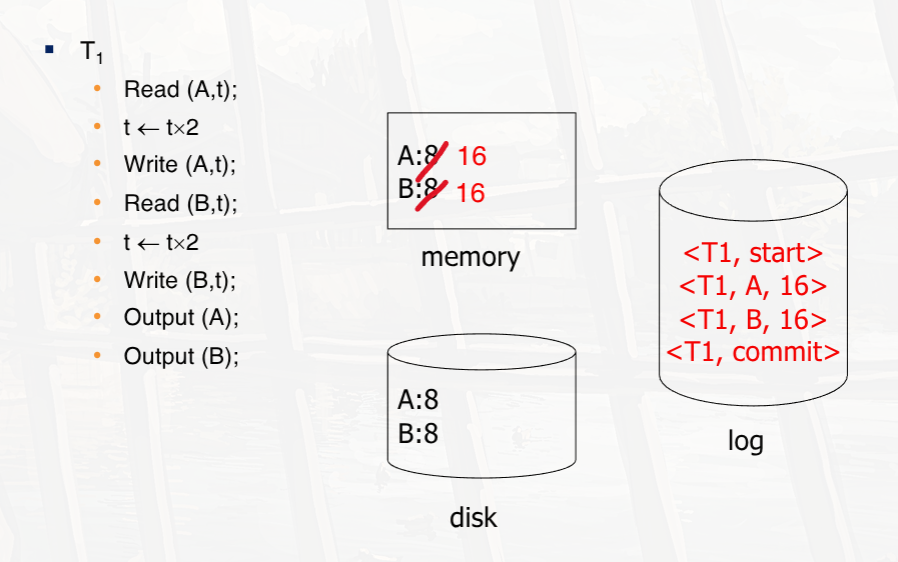 T₁
Read (A,t);
t ← t×2
Write (A,t);
Read (B,t);
t ← t×2
Write (B,t);
Output (A);
Output (B);
A:8 16
B:8 16
memory
A:8
B:8
disk
<T1, start>
<T1, A, 16>
<T1, B, 16>
<T1, commit>
log